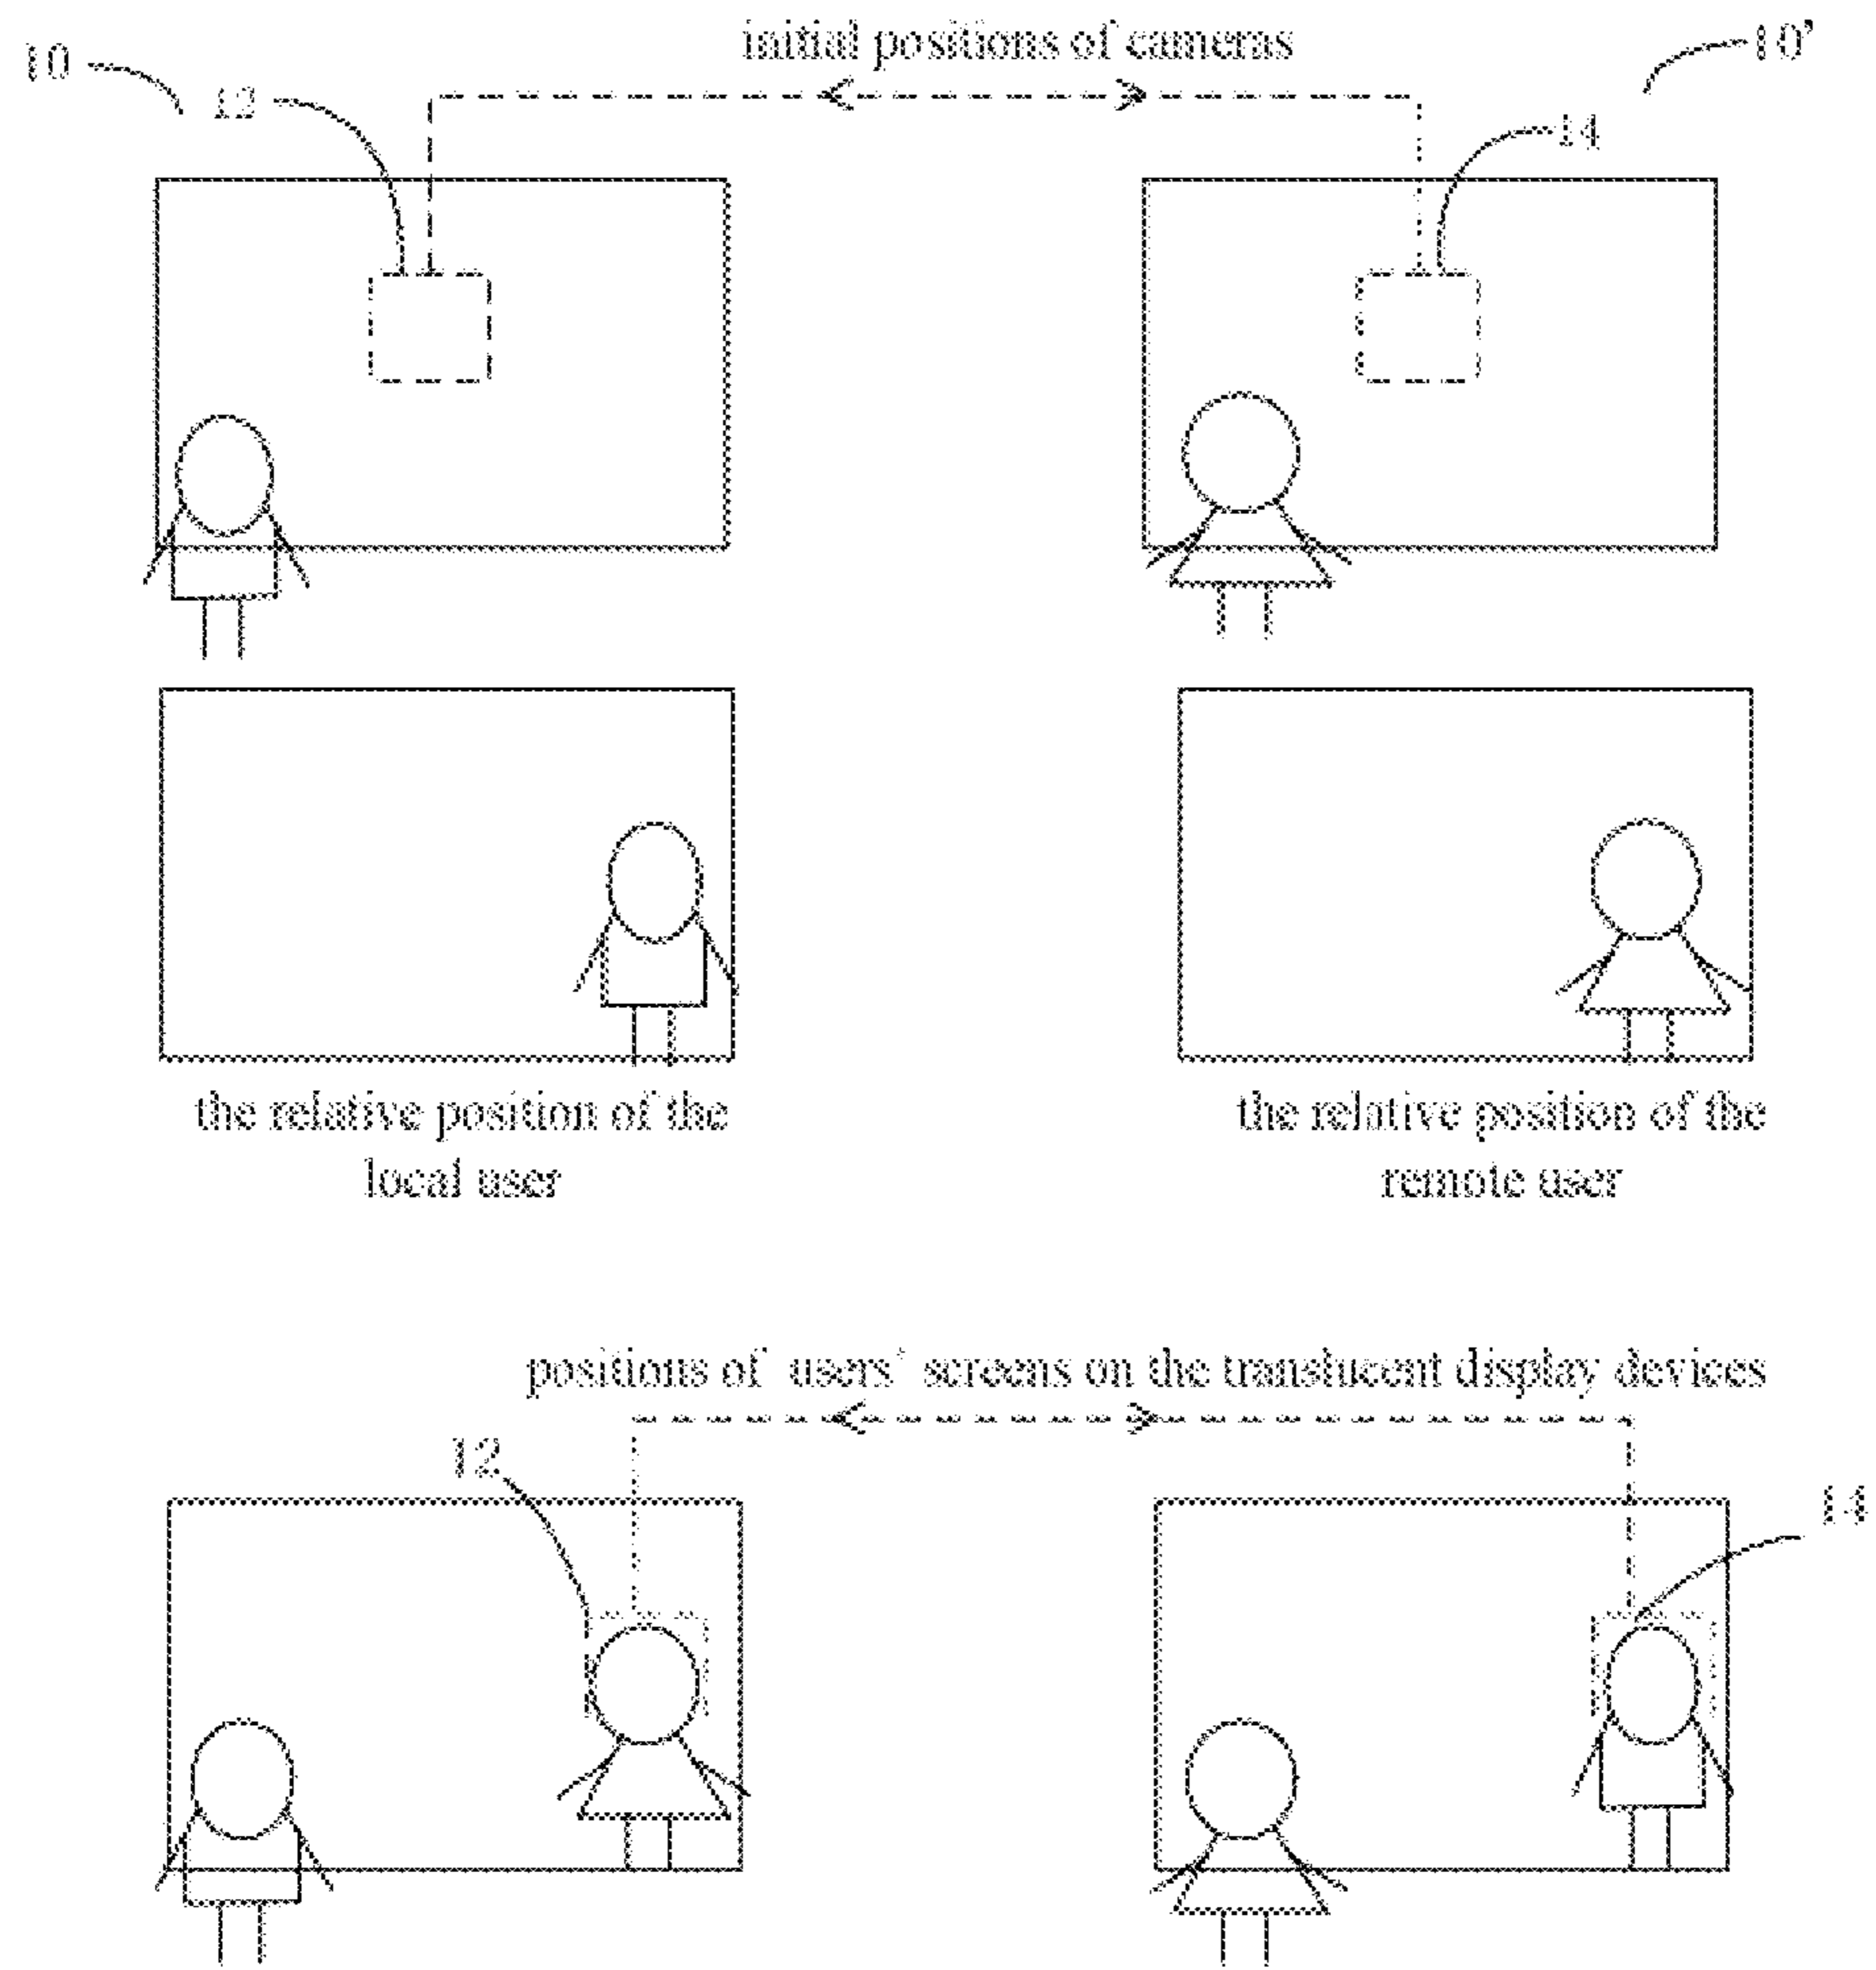 initial positions of cameras
10
10'
12
14
the relative position of the
local user
the relative position of the
remote user
positions of users' screens on the translucent display devices
12
14